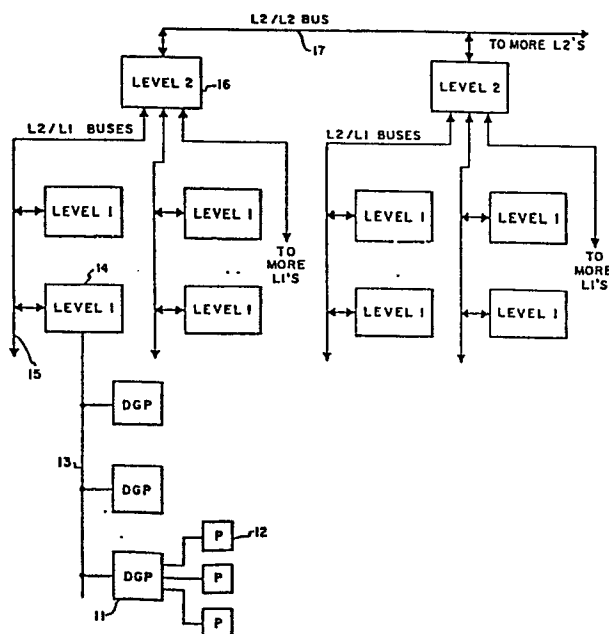 L2/L2 BUS
17
TO MORE L2'S
LEVEL 2
16
LEVEL 2
L2/L1 BUSES
L2/L1 BUSES
LEVEL 1
LEVEL 1
LEVEL 1
LEVEL 1
TO
MORE
L1'S
TO
MORE
L1'S
14
LEVEL 1
LEVEL 1
LEVEL 1
LEVEL 1
15
DGP
13
DGP
P
12
DGP
P
11
P